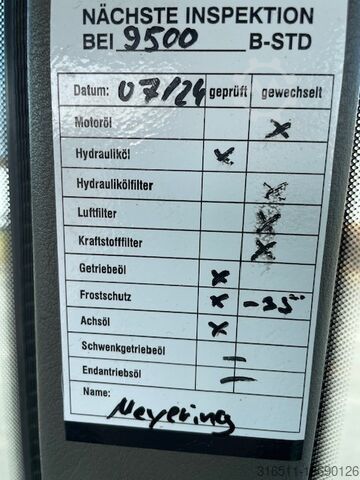 NÄCHSTE INSPEKTION
BEI 9500 B-STD
Datum: 07/24 geprüft gewechselt
Motoröl x
Hydrauliköl x
Hydraulikölfilter x
Luftfilter x
Kraftstofffilter x
Getriebeöl x
Frostschutz x -35
Achsöl x
Schwenkgetriebeöl –
Endantriebsöl –
Name: Meyering